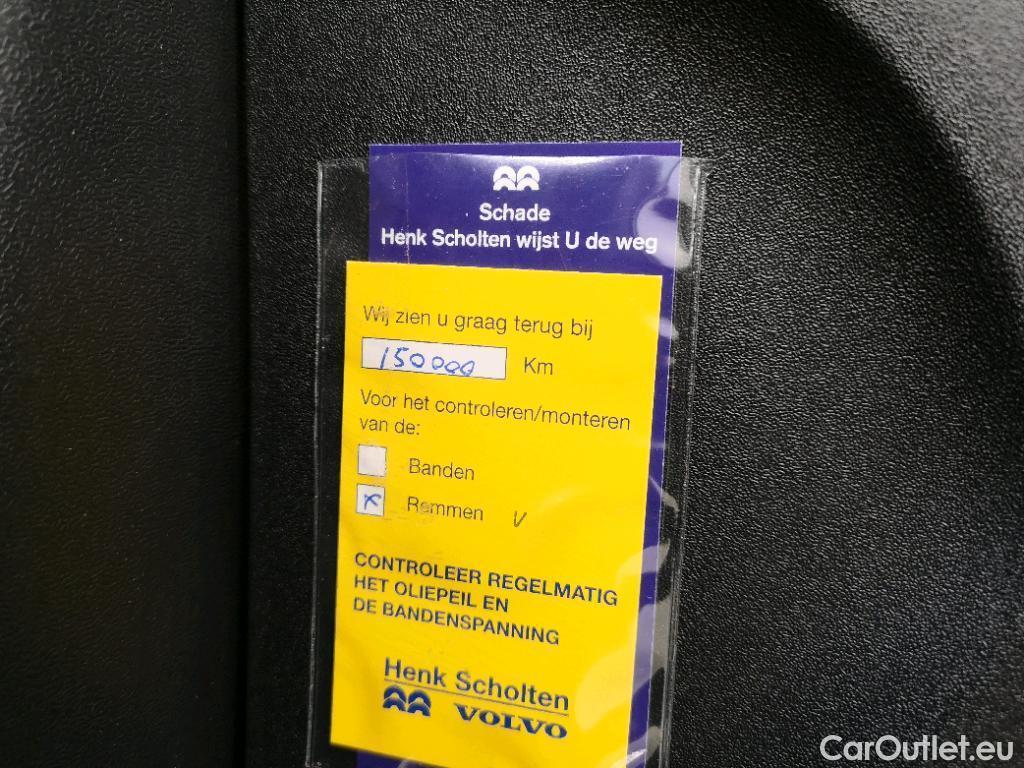 Schade
Henk Scholten wijst U de weg
Wij zien u graag terug bij
150000 Km
Voor het controleren/monteren
van de:
Banden
x Remmen v
CONTROLEER REGELMATIG
HET OLIEPEIL EN
DE BANDENSPANNING
Henk Scholten
VOLVO
CarOutlet.eu